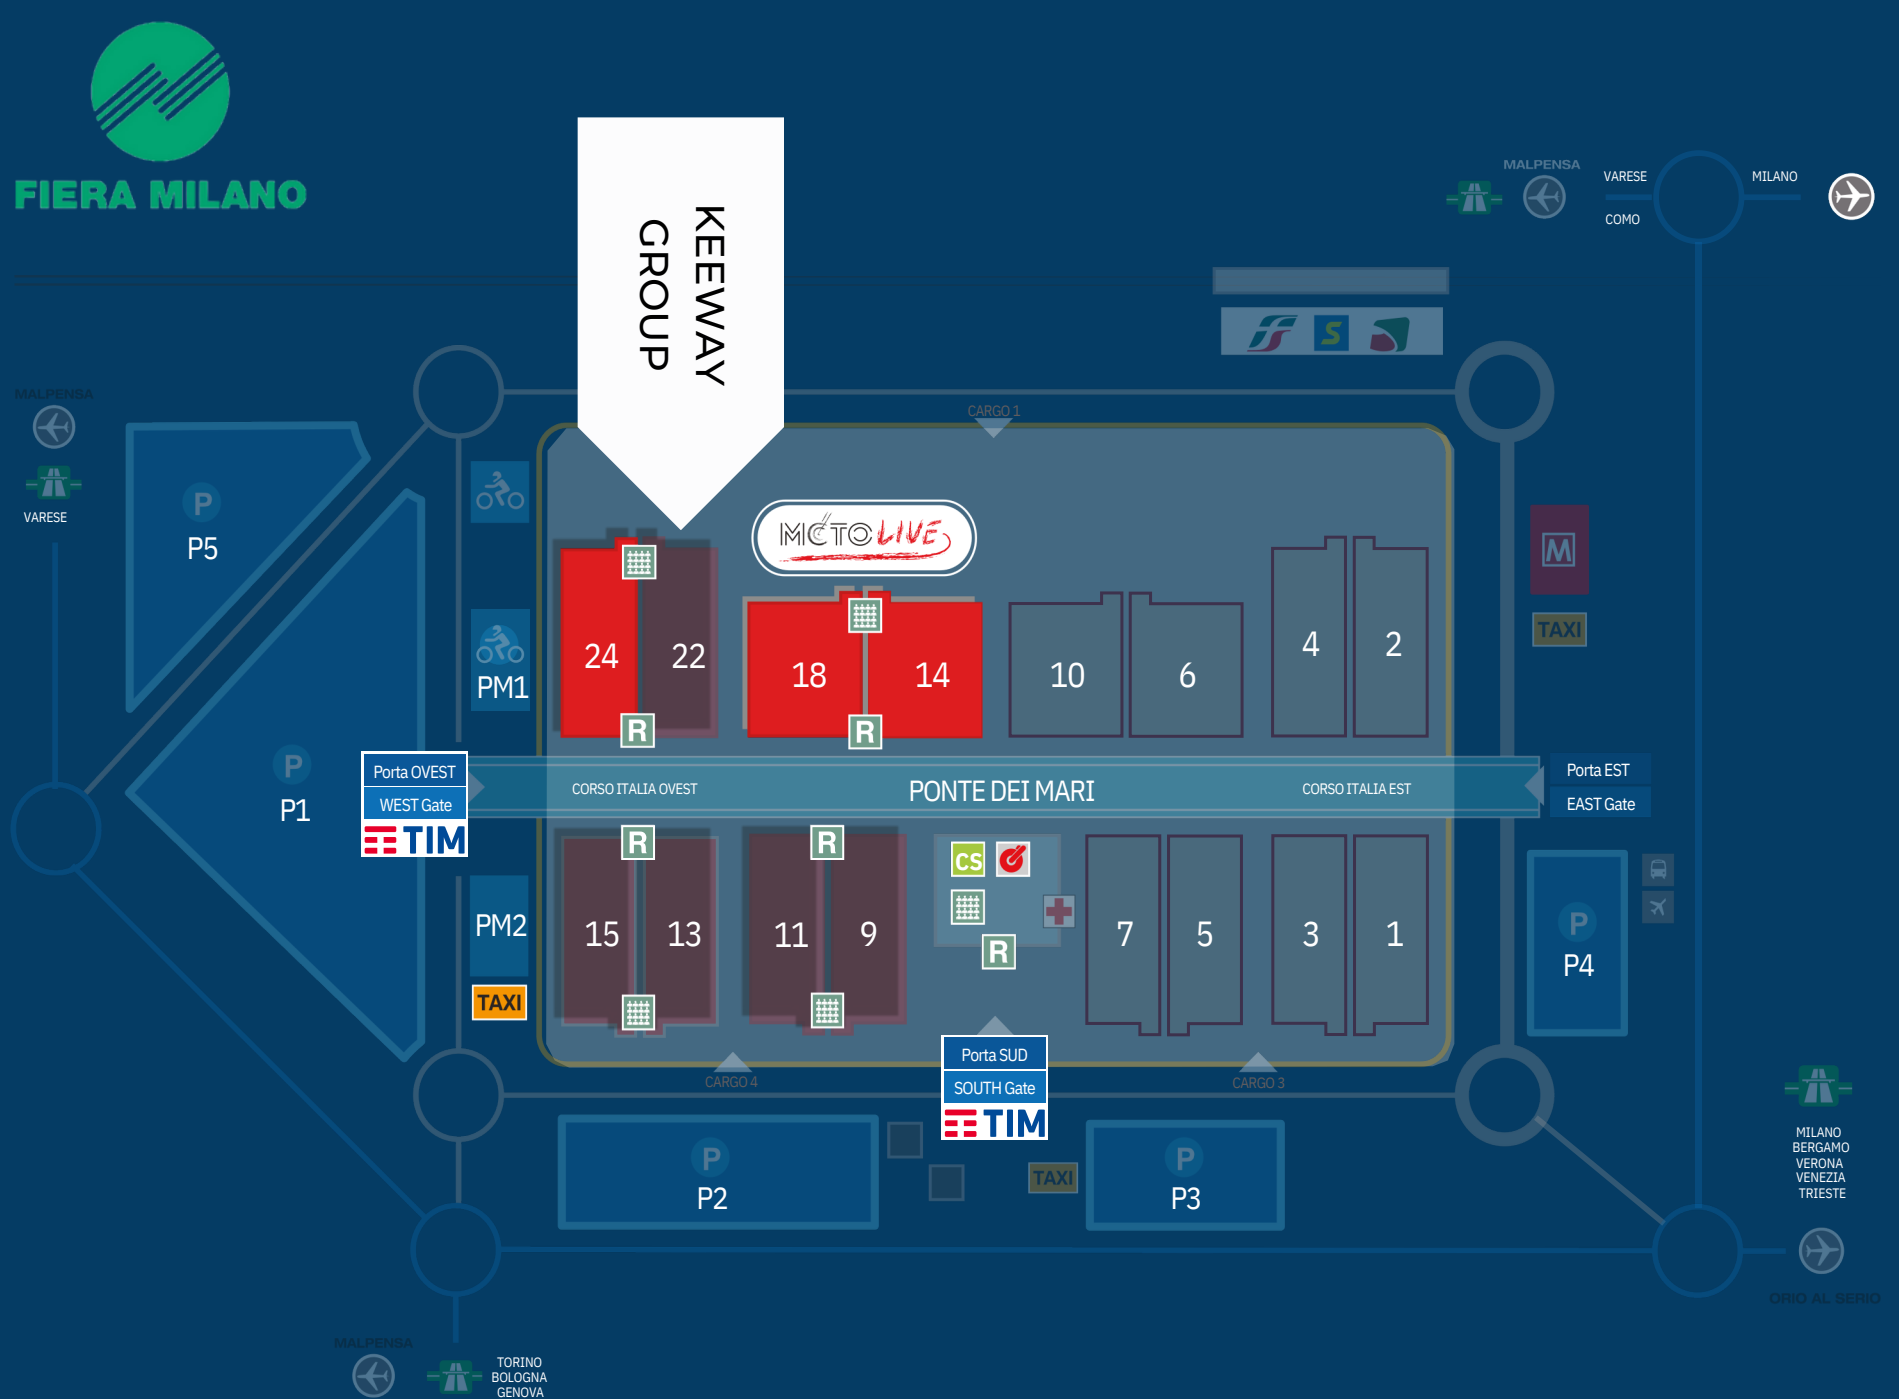 FIERA MILANO
KEEWAY
GROUP
MALPENSA
VARESE
MILANO
COMO
S
MALPENSA
VARESE
CARGO 1
P
P5
MOTO LIVE
M
TAXI
24
22
18
14
10
6
4
2
PM1
R
R
P
P1
Porta OVEST
WEST Gate
TIM
CORSO ITALIA OVEST
PONTE DEI MARI
CORSO ITALIA EST
Porta EST
EAST Gate
R
R
CS
15
13
11
9
7
5
3
1
R
PM2
TAXI
P
P4
Porta SUD
SOUTH Gate
TIM
CARGO 4
CARGO 3
P
P2
TAXI
P
P3
MILANO
BERGAMO
VERONA
VENEZIA
TRIESTE
ORIO AL SERIO
MALPENSA
TORINO
BOLOGNA
GENOVA